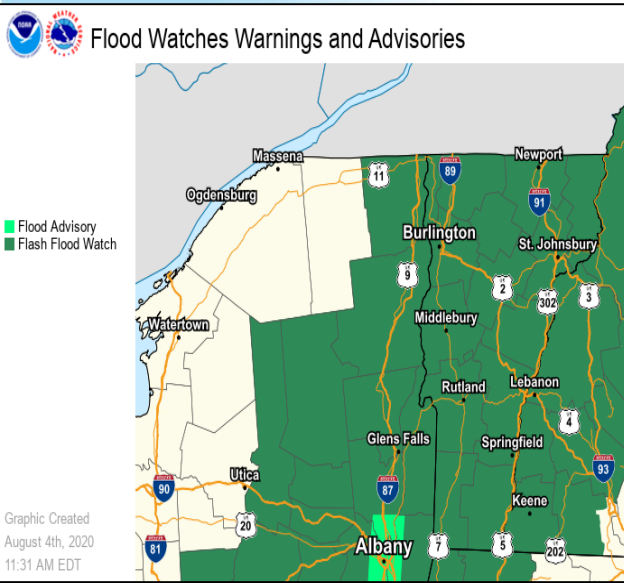 NOAA
Flood Watches Warnings and Advisories
Flood Advisory
Flash Flood Watch
Massena
Newport
11
89
Ogdensburg
91
Burlington
St. Johnsbury
9
2
302
3
Watertown
Middlebury
Rutland
Lebanon
4
Glens Falls
Springfield
93
Utica
90
87
Keene
20
Albany
81
7
5
202
Graphic Created
August 4th, 2020
11:31 AM EDT